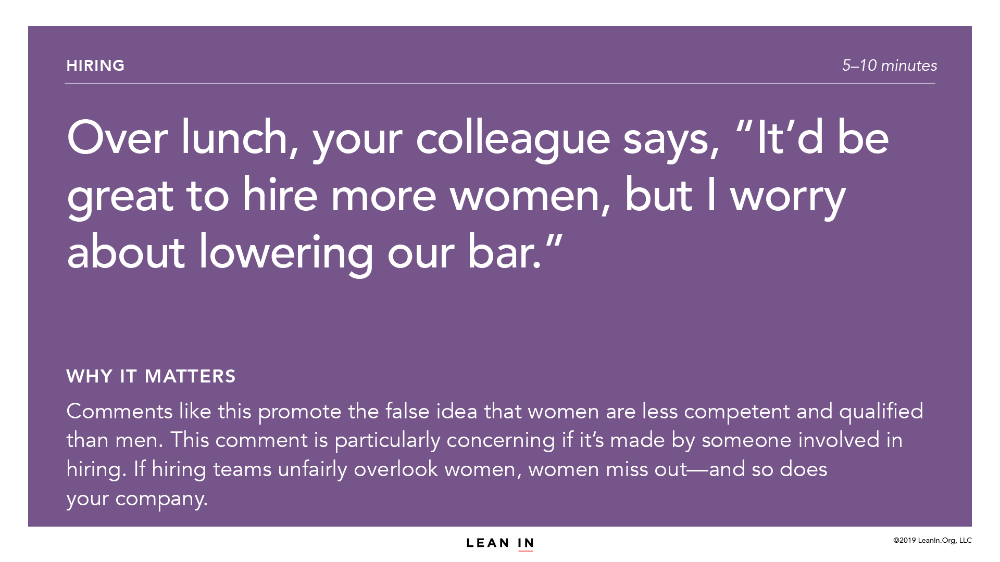 HIRING
5–10 minutes
Over lunch, your colleague says, “It’d be
great to hire more women, but I worry
about lowering our bar.”
WHY IT MATTERS
Comments like this promote the false idea that women are less competent and qualified
than men. This comment is particularly concerning if it’s made by someone involved in
hiring. If hiring teams unfairly overlook women, women miss out—and so does
your company.
LEAN IN
©2019 LeanIn.Org, LLC